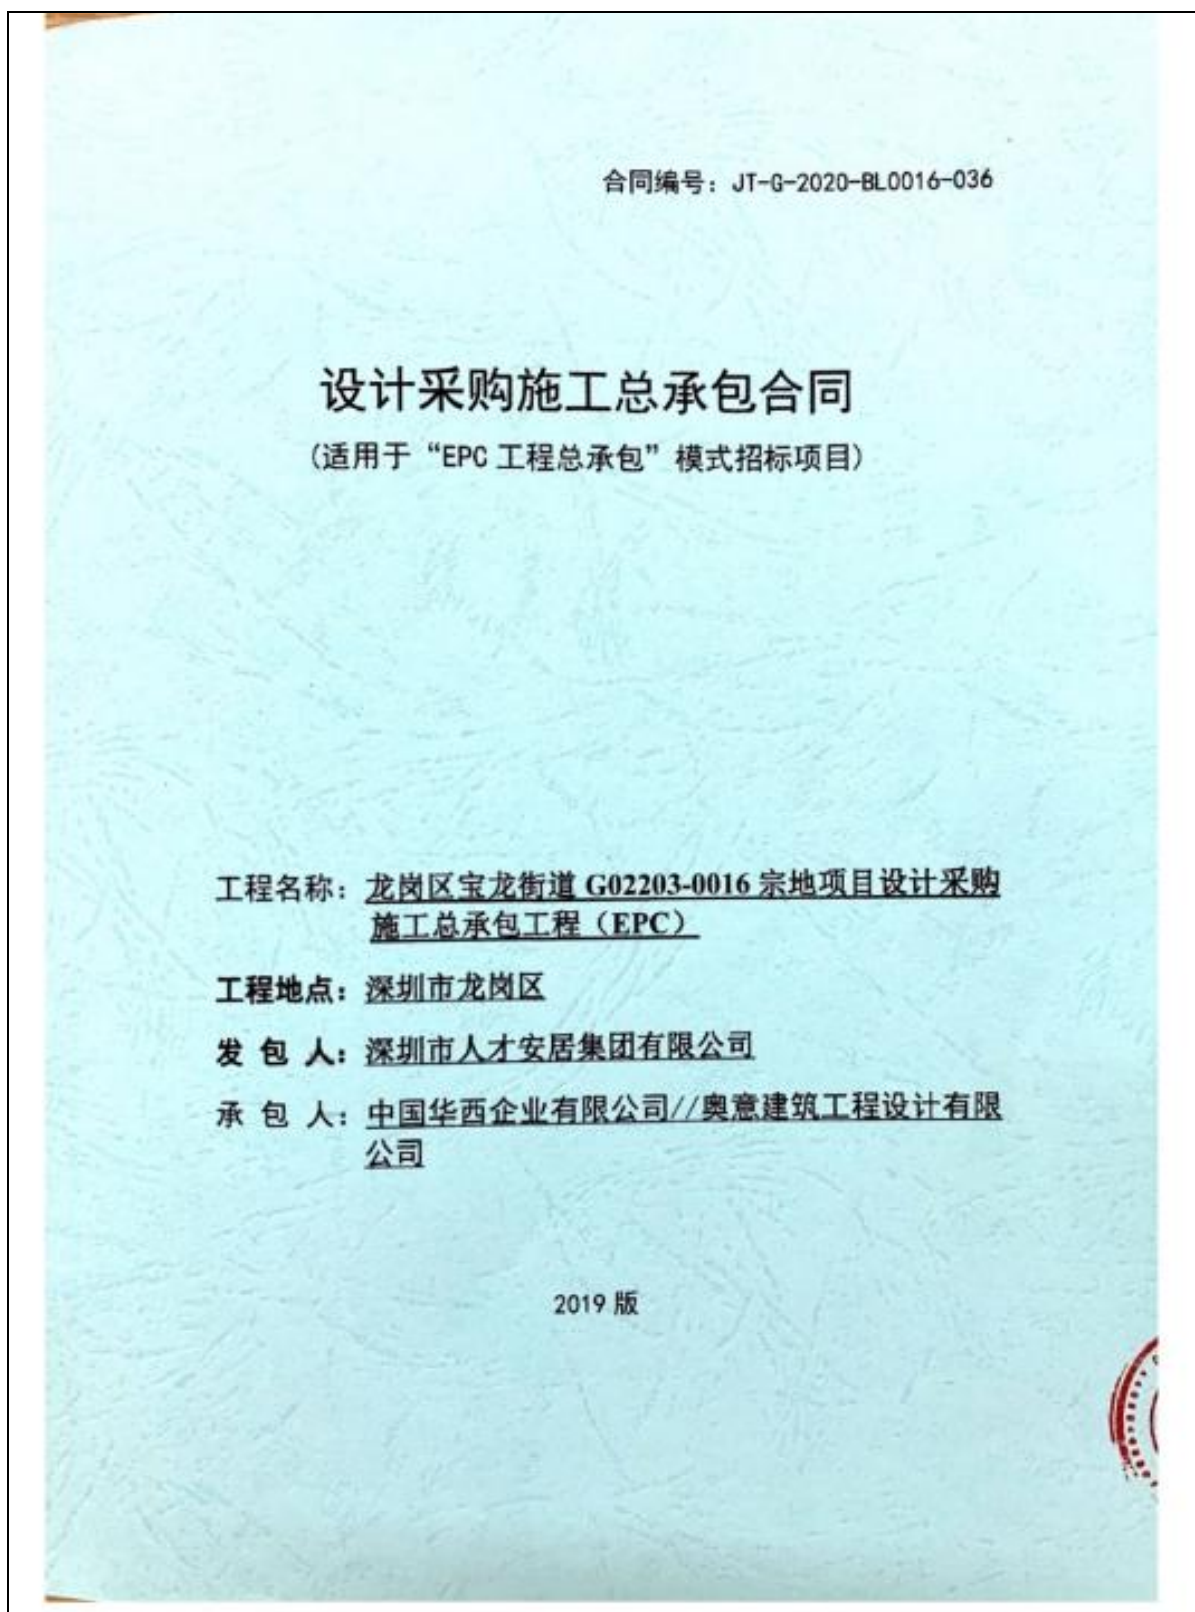 合同编号：JT-G-2020-BL0016-036
设计采购施工总承包合同
(适用于“EPC 工程总承包”模式招标项目)
工程名称：龙岗区宝龙街道 G02203-0016 宗地项目设计采购
施工总承包工程（EPC）
工程地点：深圳市龙岗区
发 包 人：深圳市人才安居集团有限公司
承 包 人：中国华西企业有限公司//奥意建筑工程设计有限
公司
2019 版